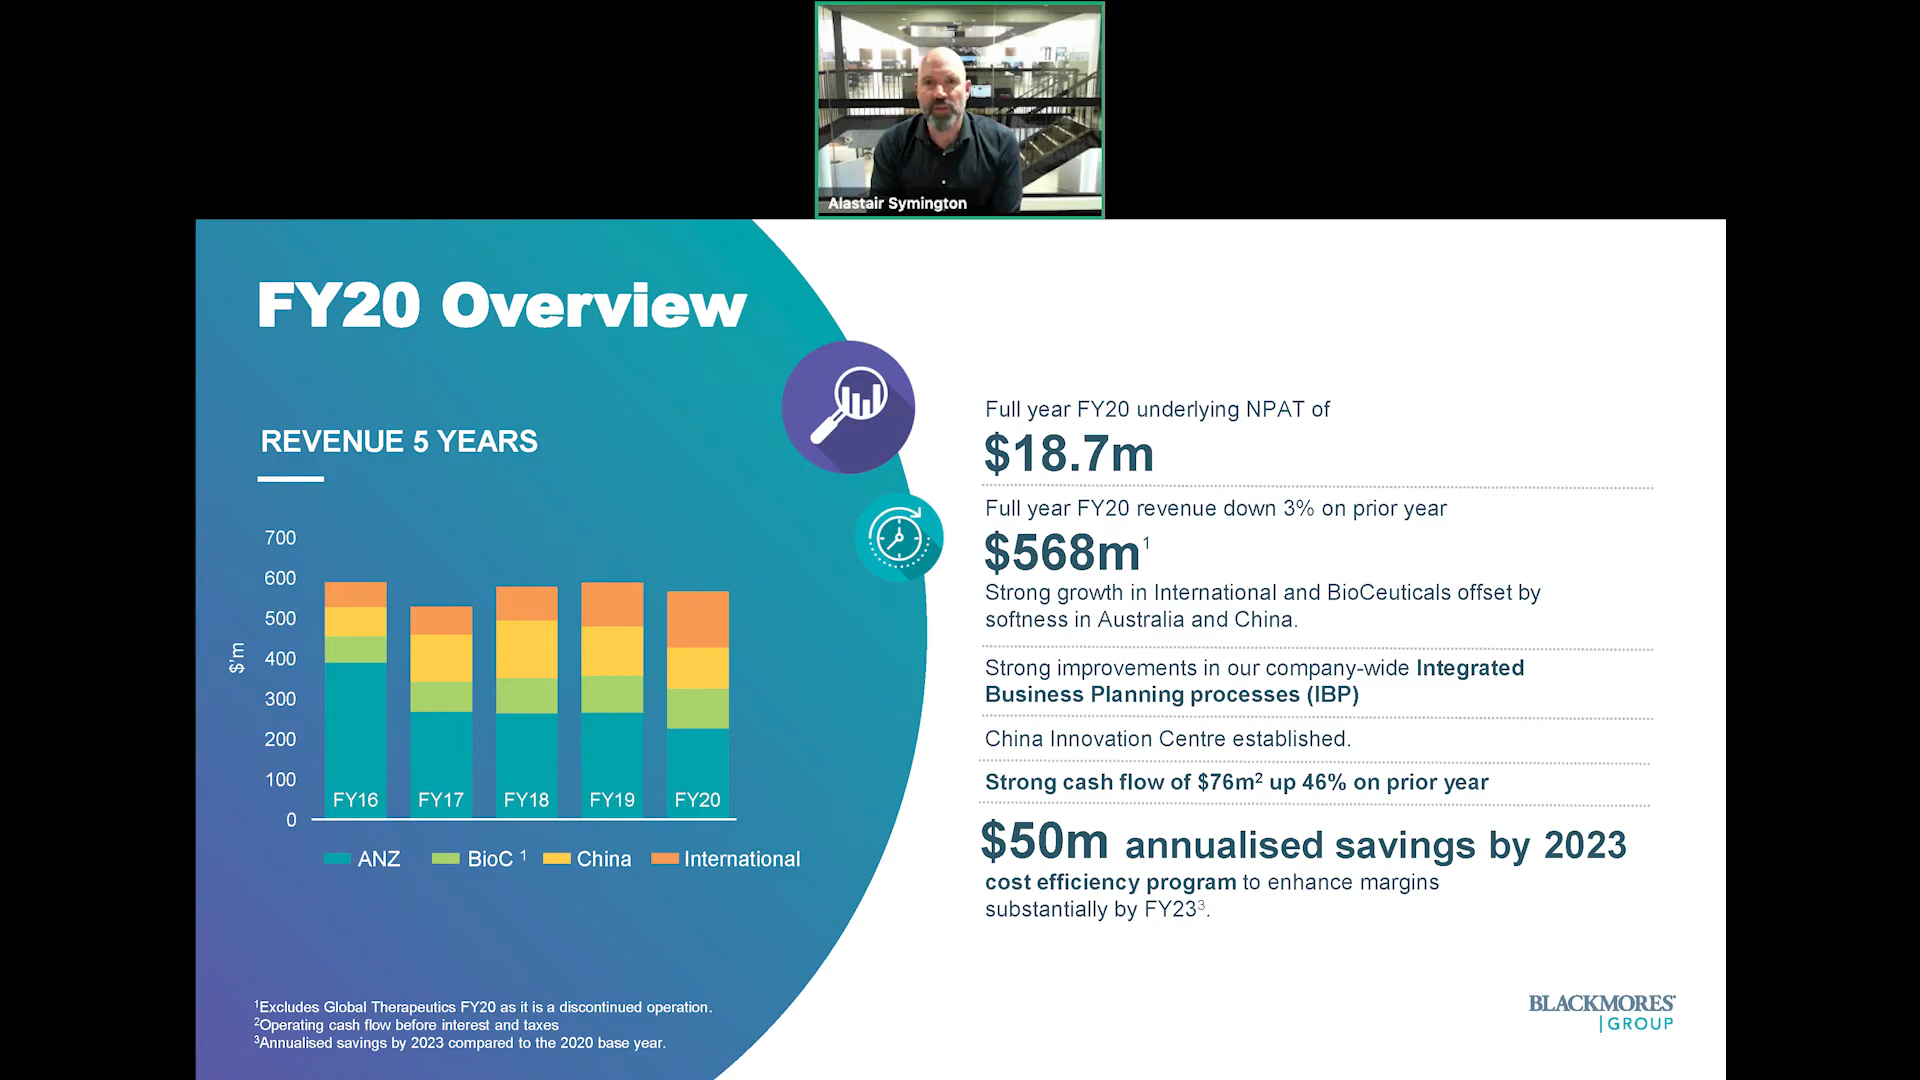 Alastair Symington
FY20 Overview
REVENUE 5 YEARS
700
600
500
400
300
200
100
0
$'m
FY16 FY17 FY18 FY19 FY20
ANZ BioC 1 China International
1Excludes Global Therapeutics FY20 as it is a discontinued operation.
2Operating cash flow before interest and taxes
3Annualised savings by 2023 compared to the 2020 base year.
Full year FY20 underlying NPAT of
$18.7m
Full year FY20 revenue down 3% on prior year
$568m1
Strong growth in International and BioCeuticals offset by
softness in Australia and China.
Strong improvements in our company-wide Integrated
Business Planning processes (IBP)
China Innovation Centre established.
Strong cash flow of $76m2 up 46% on prior year
$50m annualised savings by 2023
cost efficiency program to enhance margins
substantially by FY233.
BLACKMORES
|GROUP